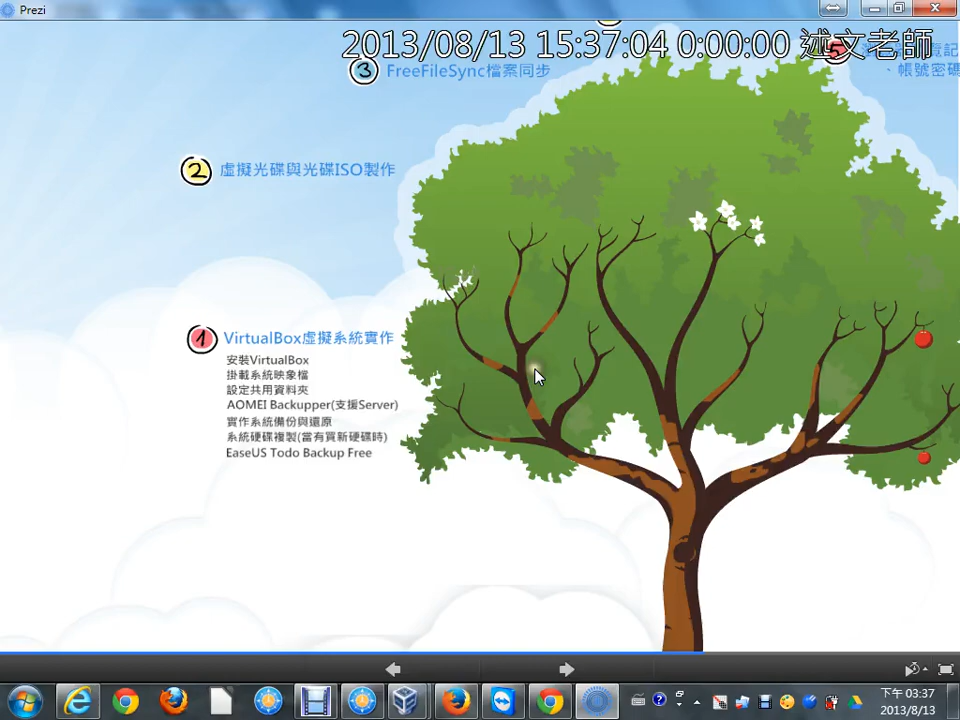 Prezi
2013/08/13 15:37:04 0:00:00 述文老師
3 FreeFileSync檔案同步
5
、帳號密碼
2 虛擬光碟與光碟ISO製作
1 VirtualBox虛擬系統實作
安裝VirtualBox
掛載系統映象檔
設定共用資料夾
AOMEI Backupper(支援Server)
實作系統備份與還原
系統硬碟複製(當有買新硬碟時)
EaseUS Todo Backup Free
下午 03:37
2013/8/13